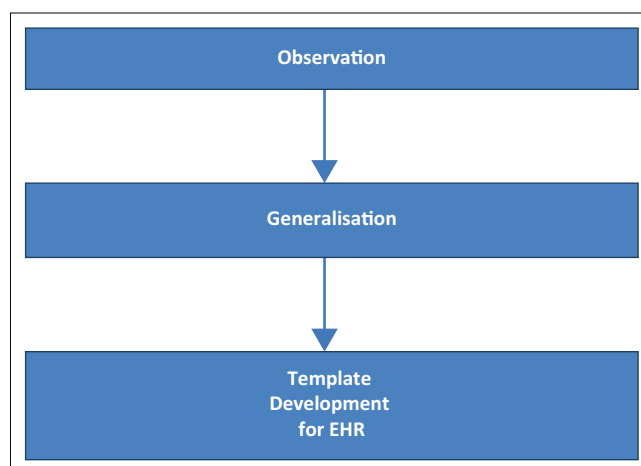 Observation
Generalisation
Template
Development
for EHR